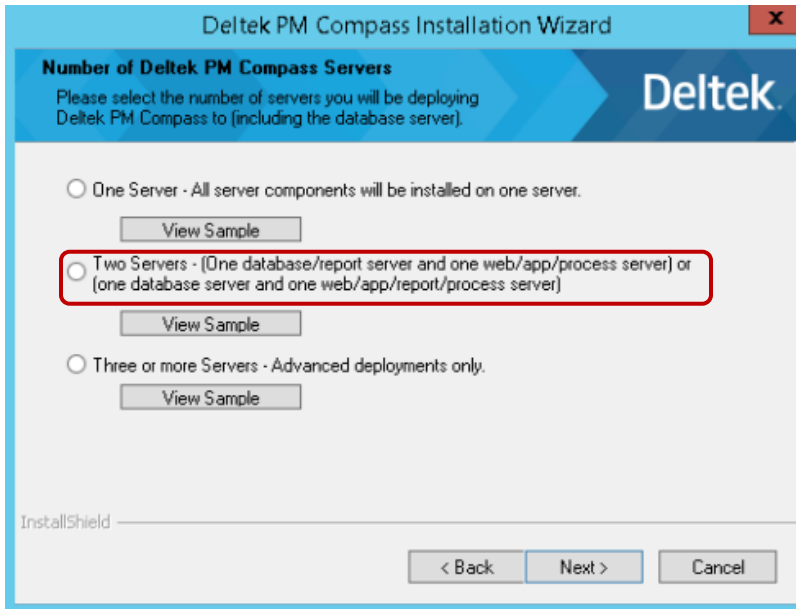 Deltek PM Compass Installation Wizard
x
Number of Deltek PM Compass Servers
Please select the number of servers you will be deploying
Deltek PM Compass to (including the database server).
Deltek.
One Server - All server components will be installed on one server.
View Sample
Two Servers - (One database/report server and one web/app/process server) or
(one database server and one web/app/report/process server)
View Sample
Three or more Servers - Advanced deployments only.
View Sample
InstallShield
< Back
Next >
Cancel